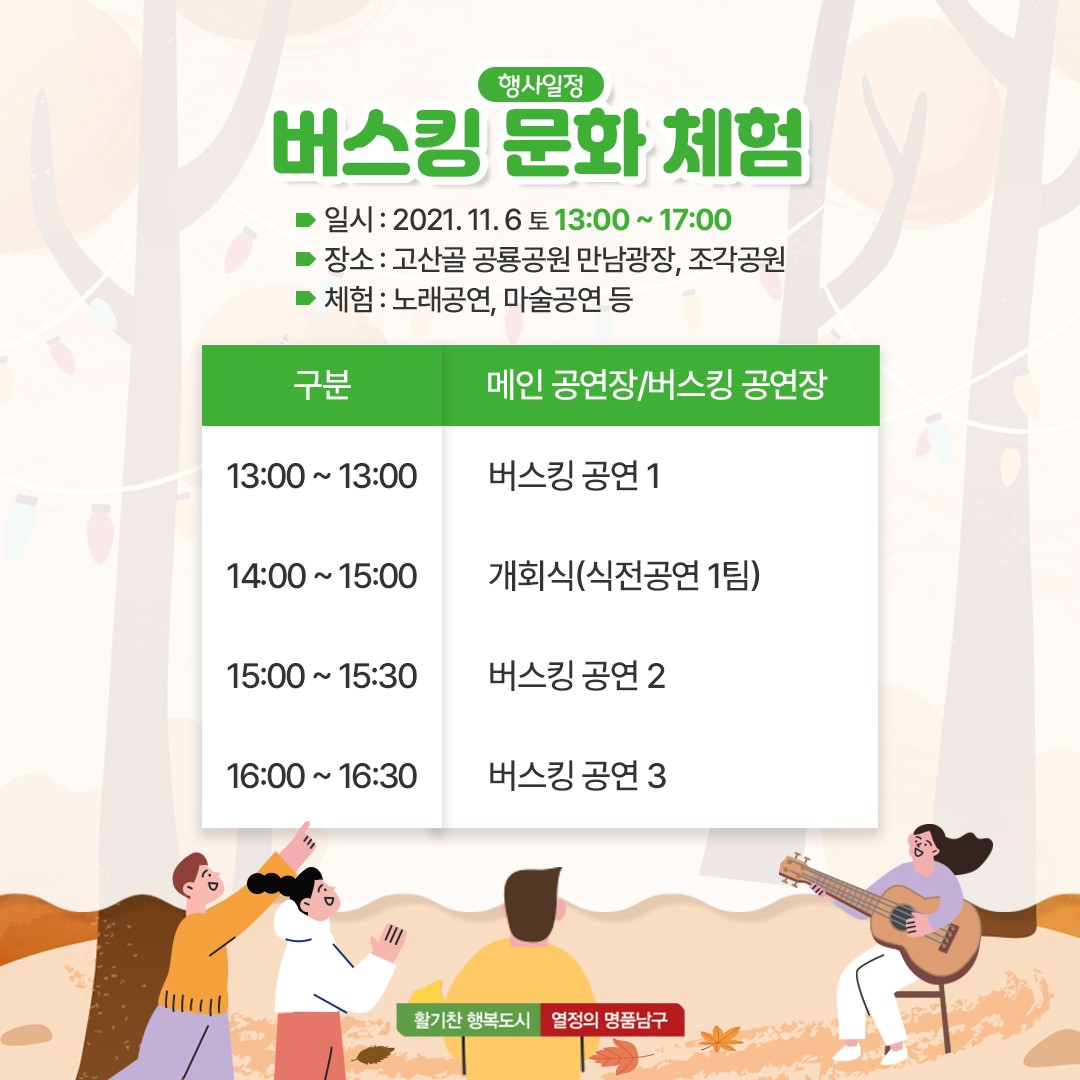 행사일정
버스킹 문화 체험
일시 : 2021. 11. 6 토 13:00 ~ 17:00
장소 : 고산골 공룡공원 만남광장, 조각공원
체험 : 노래공연, 마술공연 등
구분 메인 공연장/버스킹 공연장
13:00 ~ 13:00 버스킹 공연 1
14:00 ~ 15:00 개회식(식전공연 1팀)
15:00 ~ 15:30 버스킹 공연 2
16:00 ~ 16:30 버스킹 공연 3
활기찬 행복도시 열정의 명품남구